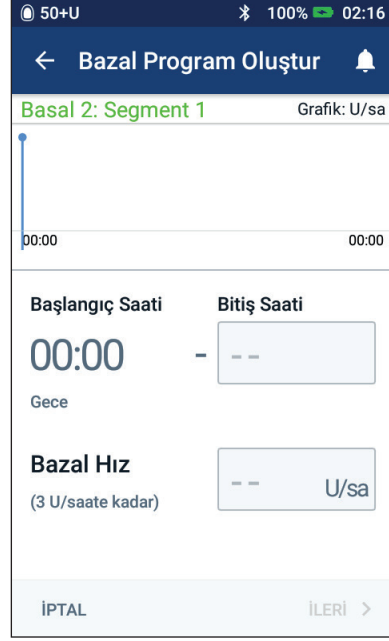 50+U 100% 02:16
Bazal Program Oluştur
Basal 2: Segment 1 Grafik: U/sa
00:00 00:00
Başlangıç Saati Bitiş Saati
00:00 - --
Gece
Bazal Hız -- U/sa
(3 U/saate kadar)
İPTAL İLERİ >